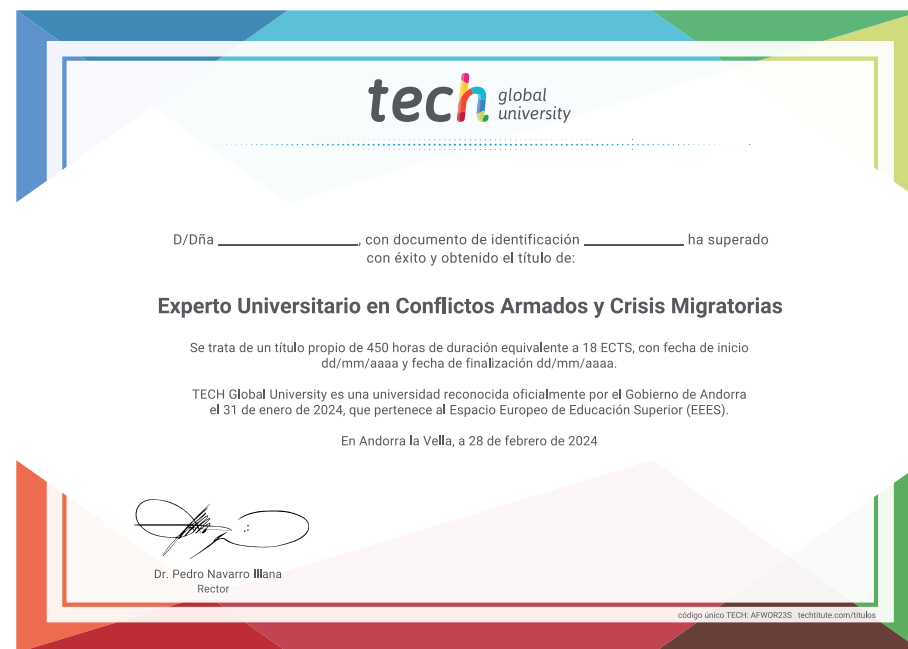 tech global university
D/Dña ________________, con documento de identificación ____________ ha superado
con éxito y obtenido el título de:
Experto Universitario en Conflictos Armados y Crisis Migratorias
Se trata de un título propio de 450 horas de duración equivalente a 18 ECTS, con fecha de inicio
dd/mm/aaaa y fecha de finalización dd/mm/aaaa.
TECH Global University es una universidad reconocida oficialmente por el Gobierno de Andorra
el 31 de enero de 2024, que pertenece al Espacio Europeo de Educación Superior (EEES).
En Andorra la Vella, a 28 de febrero de 2024
Dr. Pedro Navarro Illana
Rector
código único TECH: AFWOR23S techtitute.com/titulos